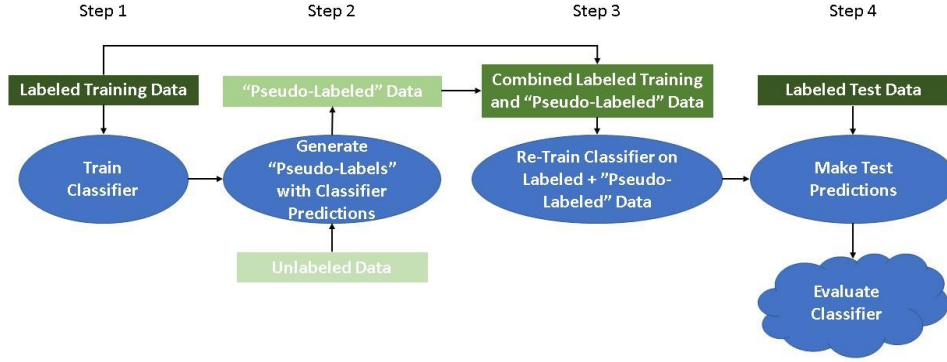 Step 1
Step 2
Step 3
Step 4
Labeled Training Data
“Pseudo-Labeled” Data
Combined Labeled Training
and “Pseudo-Labeled” Data
Labeled Test Data
Train
Classifier
Generate
“Pseudo-Labels”
with Classifier
Predictions
Re-Train Classifier on
Labeled + ”Pseudo-
Labeled” Data
Make Test
Predictions
Unlabeled Data
Evaluate
Classifier